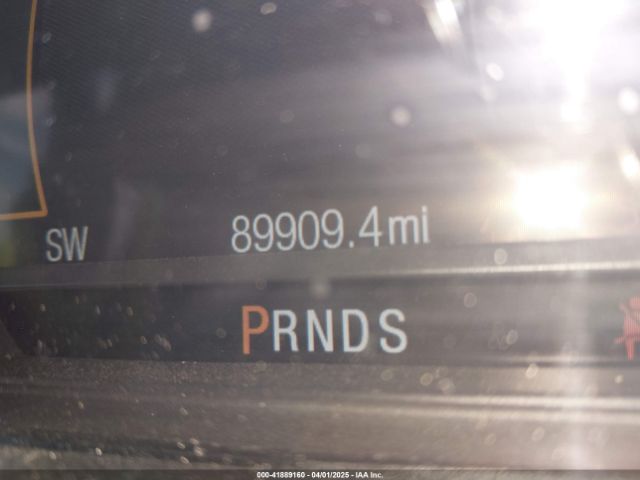 89909.4mi
SW
PRNDS
000-41889160 - 04/01/2025 - IAA Inc.